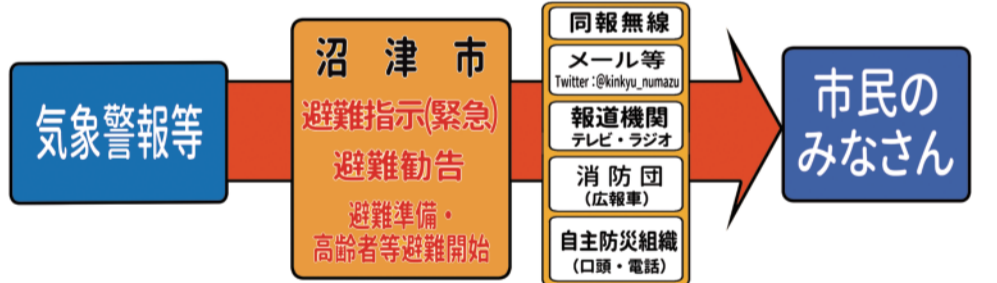 気象警報等
沼津市
避難指示(緊急)
避難勧告
避難準備・
高齢者等避難開始
同報無線
メール等
Twitter:@kinkyu_numazu
報道機関
テレビ・ラジオ
消防団
(広報車)
自主防災組織
(口頭・電話)
市民の
みなさん